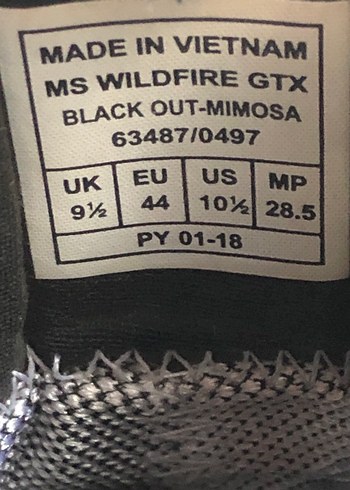 MADE IN VIETNAM
MS WILDFIRE GTX
BLACK OUT-MIMOSA
63487/0497
UK EU US MP
9½ 44 10½ 28.5
PY 01-18